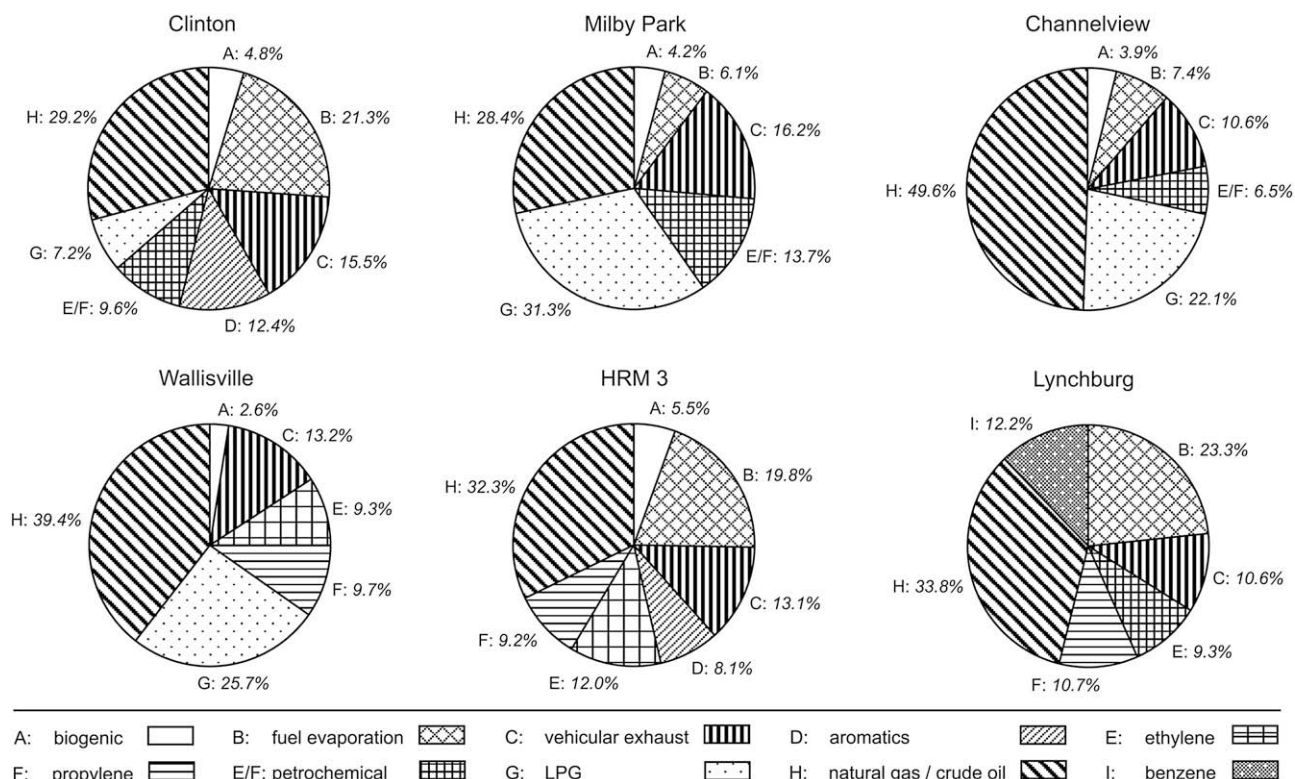 Clinton
A: 4.8%
B: 21.3%
C: 15.5%
D: 12.4%
E/F: 9.6%
G: 7.2%
H: 29.2%
Milby Park
A: 4.2%
B: 6.1%
C: 16.2%
E/F: 13.7%
G: 31.3%
H: 28.4%
Channelview
A: 3.9%
B: 7.4%
C: 10.6%
E/F: 6.5%
G: 22.1%
H: 49.6%
Wallisville
A: 2.6%
C: 13.2%
E: 9.3%
F: 9.7%
G: 25.7%
H: 39.4%
HRM 3
A: 5.5%
B: 19.8%
C: 13.1%
D: 8.1%
E: 12.0%
F: 9.2%
H: 32.3%
Lynchburg
I: 12.2%
B: 23.3%
C: 10.6%
E: 9.3%
F: 10.7%
H: 33.8%
A: biogenic B: fuel evaporation C: vehicular exhaust D: aromatics E: ethylene
F: propylene E/F: petrochemical G: LPG H: natural gas / crude oil I: benzene